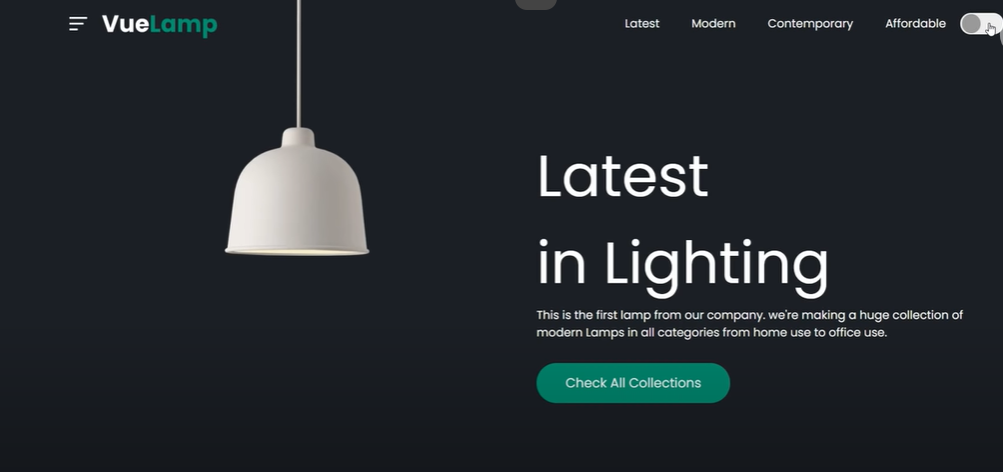 VueLamp
Latest Modern Contemporary Affordable
Latest
in Lighting
This is the first lamp from our company. we're making a huge collection of
modern Lamps in all categories from home use to office use.
Check All Collections